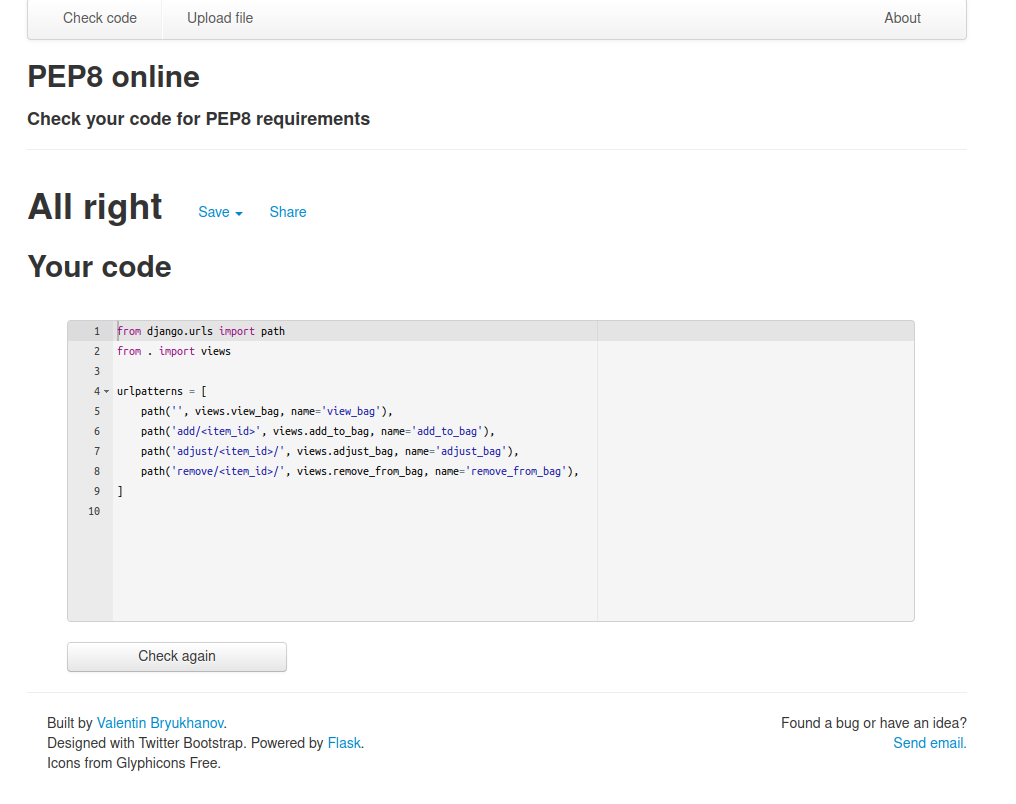 Check code Upload file About
PEP8 online
Check your code for PEP8 requirements
All right Save Share
Your code
1 from django.urls import path
2 from . import views
3
4 urlpatterns = [
5     path('', views.view_bag, name='view_bag'),
6     path('add/<item_id>', views.add_to_bag, name='add_to_bag'),
7     path('adjust/<item_id>/', views.adjust_bag, name='adjust_bag'),
8     path('remove/<item_id>/', views.remove_from_bag, name='remove_from_bag'),
9 ]
10
Check again
Built by Valentin Bryukhanov. Found a bug or have an idea?
Designed with Twitter Bootstrap. Powered by Flask. Send email.
Icons from Glyphicons Free.